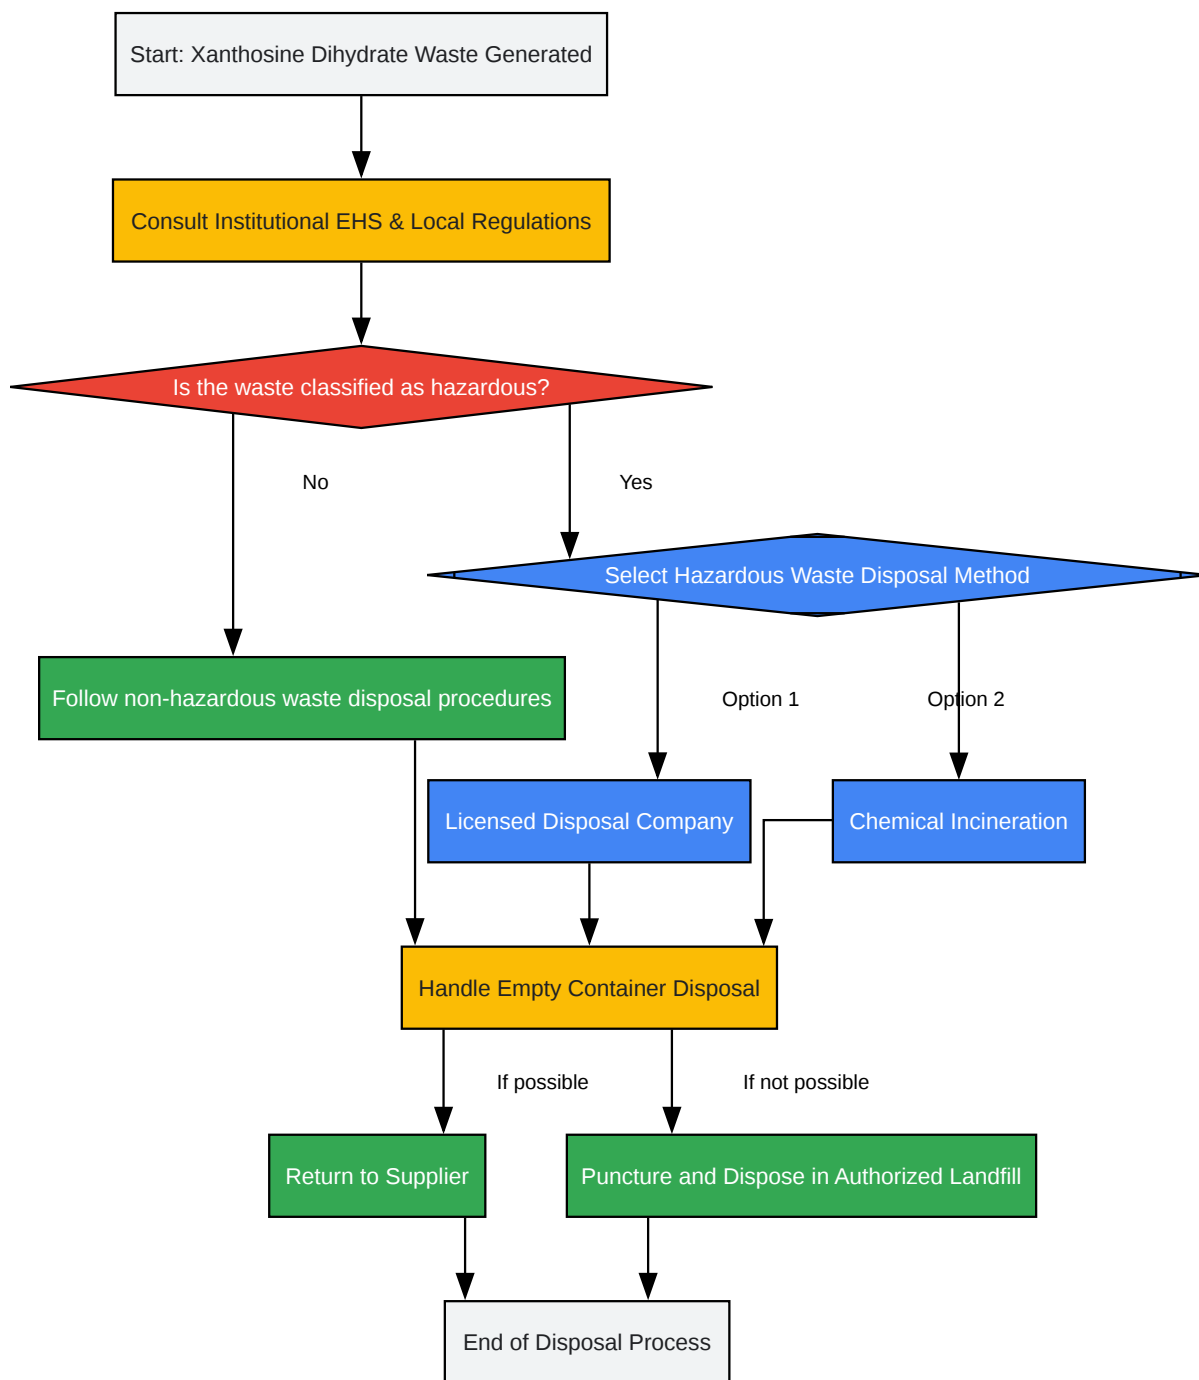 Start: Xanthosine Dihydrate Waste Generated
Consult Institutional EHS & Local Regulations
Is the waste classified as hazardous?
No
Yes
Select Hazardous Waste Disposal Method
Follow non-hazardous waste disposal procedures
Option 1
Option 2
Licensed Disposal Company
Chemical Incineration
Handle Empty Container Disposal
If possible
If not possible
Return to Supplier
Puncture and Dispose in Authorized Landfill
End of Disposal Process